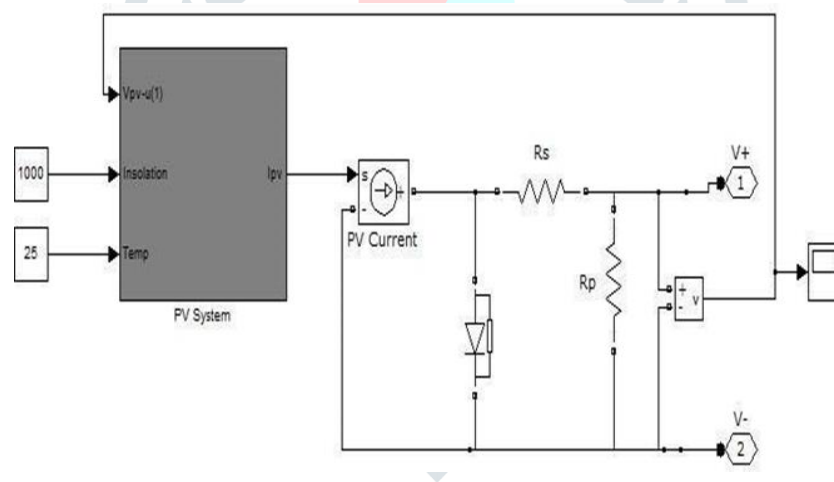 Vpv-u(1)
1000
Insolation
Ipv
25
Temp
PV System
s
+
-
PV Current
Rs
Rp
V+
1
+
-
v
V-
2